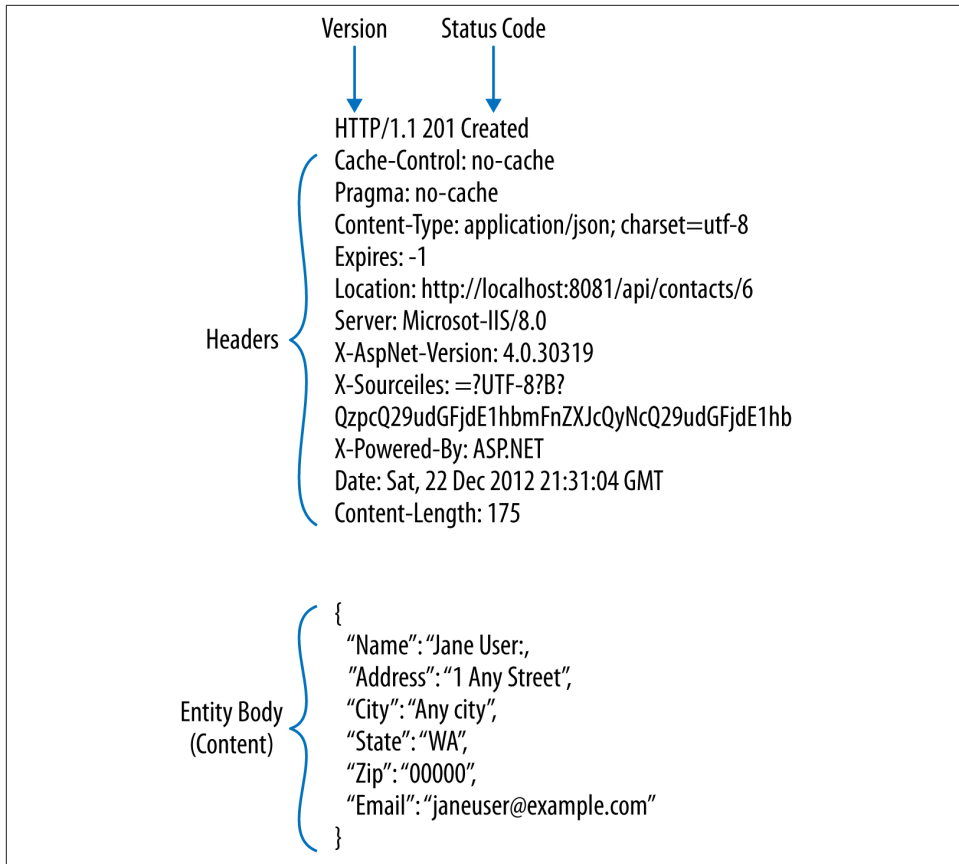 Version Status Code
HTTP/1.1 201 Created
Cache-Control: no-cache
Pragma: no-cache
Content-Type: application/json; charset=utf-8
Expires: -1
Location: http://localhost:8081/api/contacts/6
Server: Microsot-IIS/8.0
Headers
X-AspNet-Version: 4.0.30319
X-Sourceiles: =?UTF-8?B?
QzpcQ29udGFjdE1hbmFnZXJcQyNcQ29udGFjdE1hb
X-Powered-By: ASP.NET
Date: Sat, 22 Dec 2012 21:31:04 GMT
Content-Length: 175
{
“Name”: “Jane User:,
”Address”: “1 Any Street”,
“City”: “Any city”,
Entity Body
(Content)
“State”: “WA”,
“Zip”: “00000”,
“Email”: “janeuser@example.com”
}